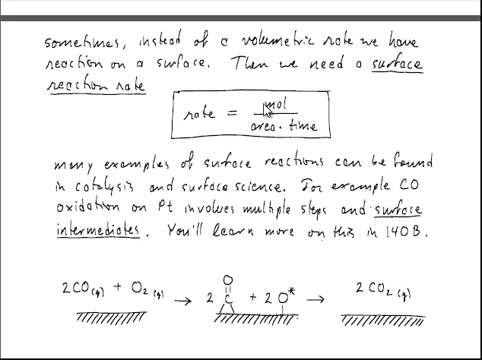 sometimes, instead of a volumetric rate we have
reaction on a surface. Then we need a surface
reaction rate
rate = mol / area · time
many examples of surface reactions can be found
in catalysis and surface science. For example CO
oxidation on Pt involves multiple steps and surface
intermediates. You'll learn more on this in 140B.
2CO(g) + O2(g) → 2 C=O + 2 O* → 2 CO2(g)